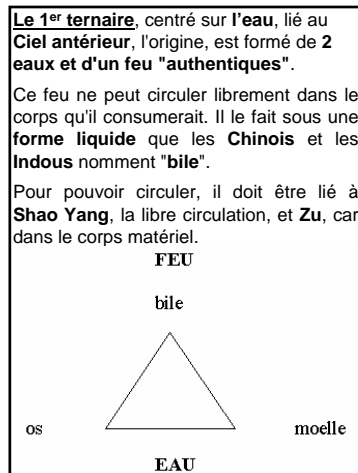 Le 1er ternaire, centré sur l'eau, lié au
Ciel antérieur, l'origine, est formé de 2
eaux et d'un feu "authentiques".
Ce feu ne peut circuler librement dans le
corps qu'il consumerait. Il le fait sous une
forme liquide que les Chinois et les
Indous nomment "bile".
Pour pouvoir circuler, il doit être lié à
Shao Yang, la libre circulation, et Zu, car
dans le corps matériel.
FEU
bile
os moelle
EAU